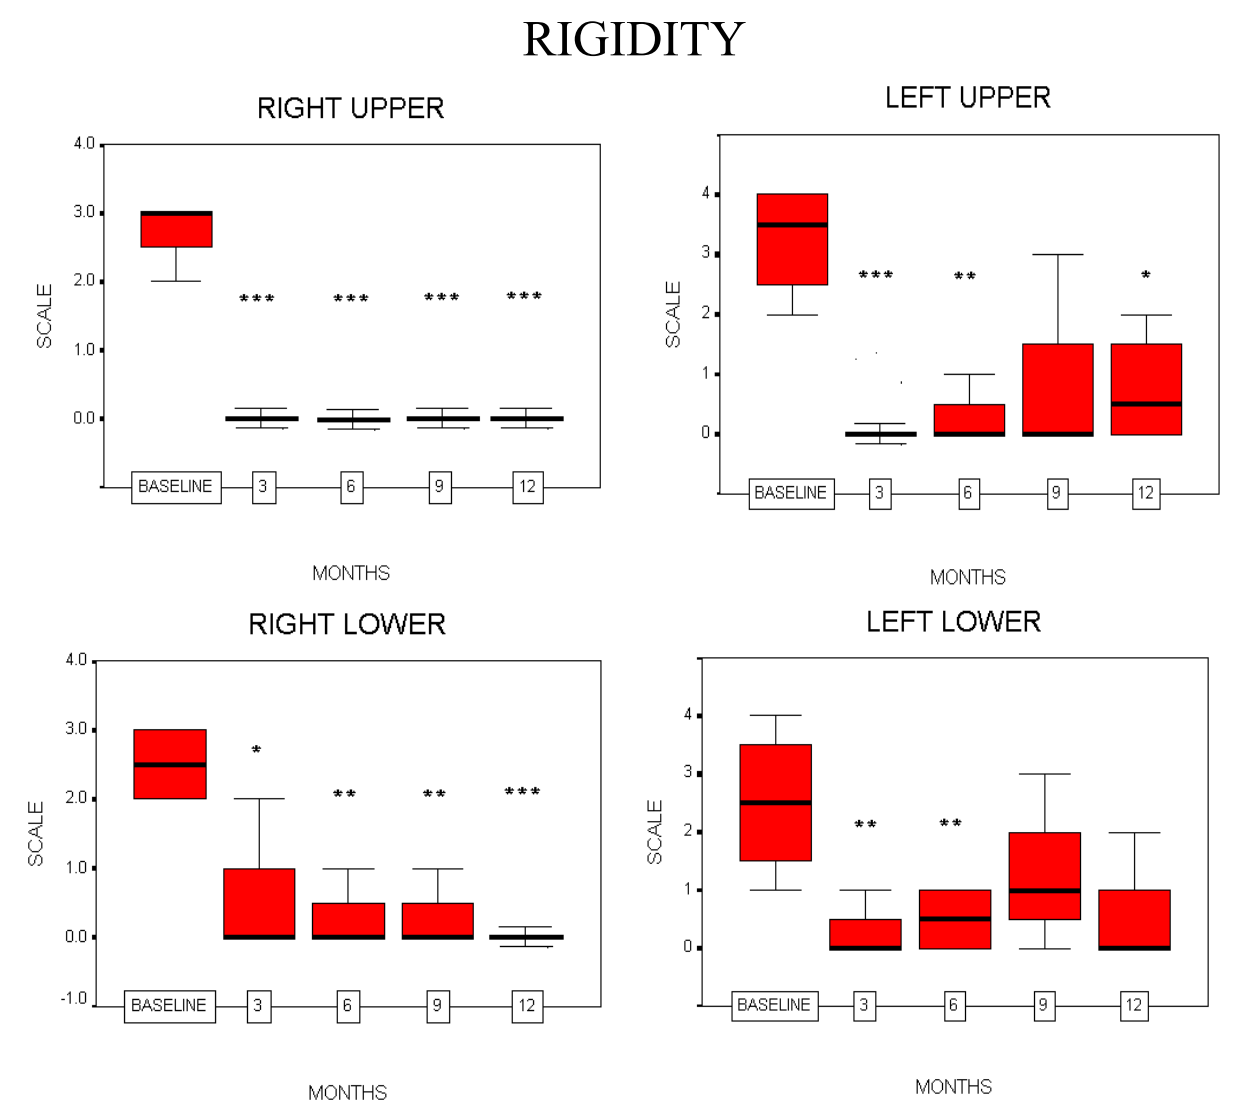 RIGIDITY
RIGHT UPPER
4.0
3.0
2.0
1.0
0.0
SCALE
*** *** *** ***
BASELINE 3 6 9 12
MONTHS
LEFT UPPER
4
3
2
1
0
SCALE
*** ** *
BASELINE 3 6 9 12
MONTHS
RIGHT LOWER
4.0
3.0
2.0
1.0
0.0
-1.0
SCALE
* ** ** ***
BASELINE 3 6 9 12
MONTHS
LEFT LOWER
4
3
2
1
0
SCALE
** **
BASELINE 3 6 9 12
MONTHS